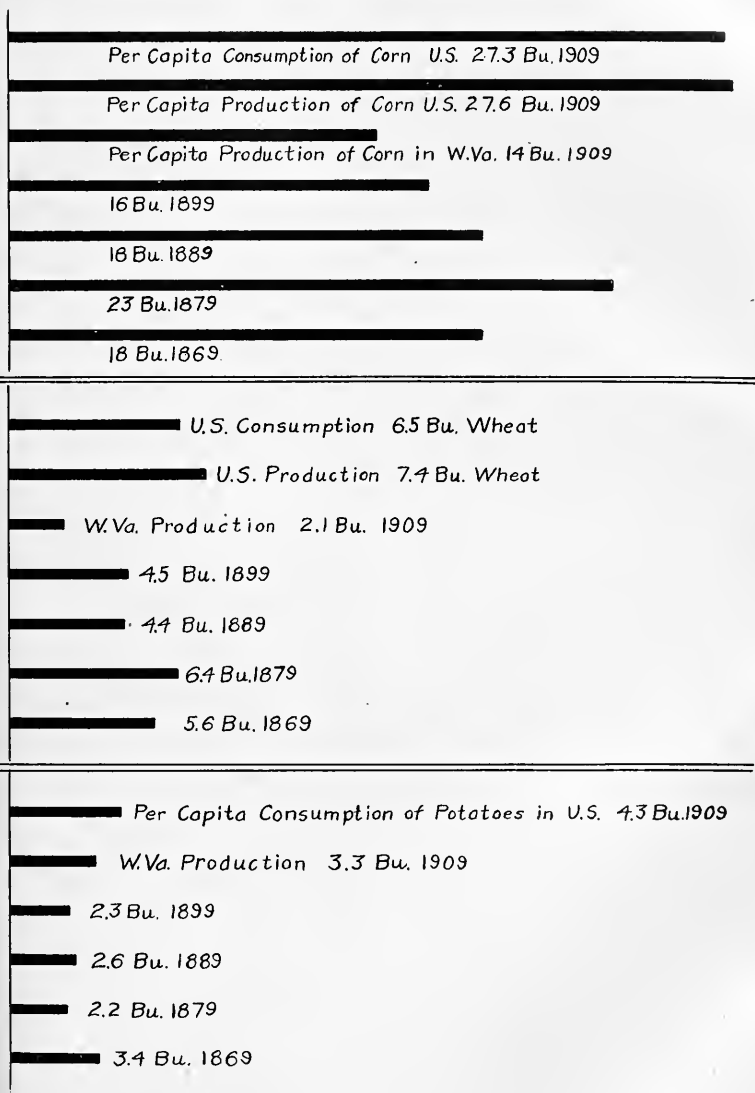 Per Capita Consumption of Corn U.S. 27.3 Bu. 1909
Per Capita Production of Corn U.S. 27.6 Bu. 1909
Per Capita Production of Corn in W.Va. 14 Bu. 1909
16 Bu. 1899
18 Bu. 1889
23 Bu. 1879
18 Bu. 1869.
U.S. Consumption 6.5 Bu. Wheat
U.S. Production 7.4 Bu. Wheat
W.Va. Production 2.1 Bu. 1909
4.5 Bu. 1899
4.4 Bu. 1889
6.4 Bu. 1879
5.6 Bu. 1869
Per Capita Consumption of Potatoes in U.S. 4.3 Bu. 1909
W.Va. Production 3.3 Bu. 1909
2.3 Bu. 1899
2.6 Bu. 1889
2.2 Bu. 1879
3.4 Bu. 1869